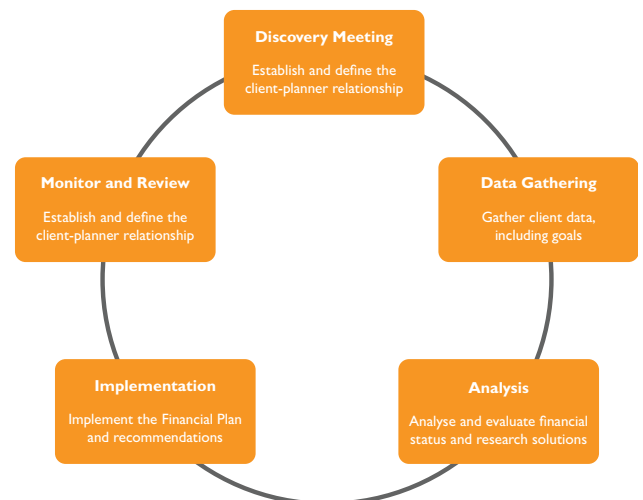 Discovery Meeting
Establish and define the
client-planner relationship
Data Gathering
Gather client data,
including goals
Analysis
Analyse and evaluate financial
status and research solutions
Implementation
Implement the Financial Plan
and recommendations
Monitor and Review
Establish and define the
client-planner relationship